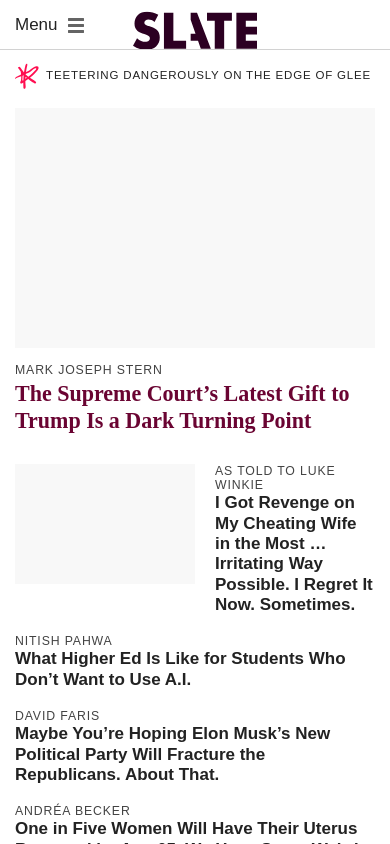 Menu
SLATE
TEETERING DANGEROUSLY ON THE EDGE OF GLEE
MARK JOSEPH STERN
The Supreme Court’s Latest Gift to
Trump Is a Dark Turning Point
AS TOLD TO LUKE
WINKIE
I Got Revenge on
My Cheating Wife
in the Most …
Irritating Way
Possible. I Regret It
Now. Sometimes.
NITISH PAHWA
What Higher Ed Is Like for Students Who
Don’t Want to Use A.I.
DAVID FARIS
Maybe You’re Hoping Elon Musk’s New
Political Party Will Fracture the
Republicans. About That.
ANDRÉA BECKER
One in Five Women Will Have Their Uterus